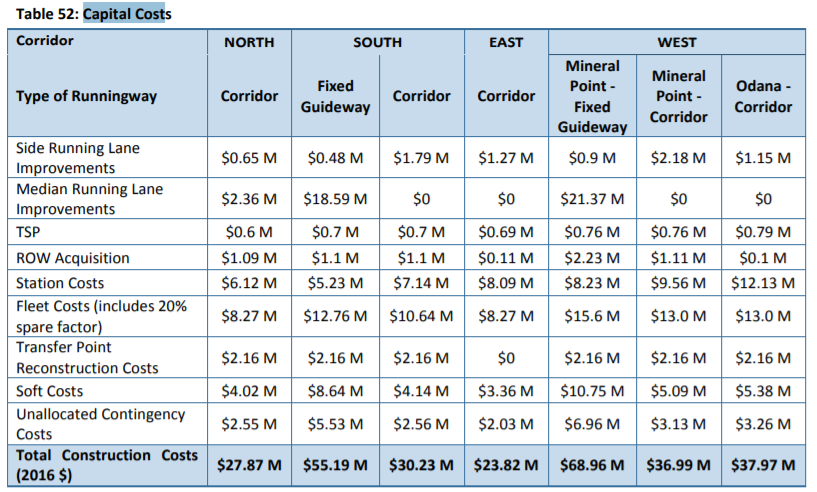 Table 52: Capital Costs
Corridor NORTH SOUTH EAST WEST
Type of Runningway Corridor Fixed Guideway Corridor Corridor Mineral Point - Fixed Guideway Mineral Point - Corridor Odana - Corridor
Side Running Lane Improvements $0.65 M $0.48 M $1.79 M $1.27 M $0.9 M $2.18 M $1.15 M
Median Running Lane Improvements $2.36 M $18.59 M $0 $0 $21.37 M $0 $0
TSP $0.6 M $0.7 M $0.7 M $0.69 M $0.76 M $0.76 M $0.79 M
ROW Acquisition $1.09 M $1.1 M $1.1 M $0.11 M $2.23 M $1.11 M $0.1 M
Station Costs $6.12 M $5.23 M $7.14 M $8.09 M $8.23 M $9.56 M $12.13 M
Fleet Costs (includes 20% spare factor) $8.27 M $12.76 M $10.64 M $8.27 M $15.6 M $13.0 M $13.0 M
Transfer Point Reconstruction Costs $2.16 M $2.16 M $2.16 M $0 $2.16 M $2.16 M $2.16 M
Soft Costs $4.02 M $8.64 M $4.14 M $3.36 M $10.75 M $5.09 M $5.38 M
Unallocated Contingency Costs $2.55 M $5.53 M $2.56 M $2.03 M $6.96 M $3.13 M $3.26 M
Total Construction Costs (2016 $) $27.87 M $55.19 M $30.23 M $23.82 M $68.96 M $36.99 M $37.97 M